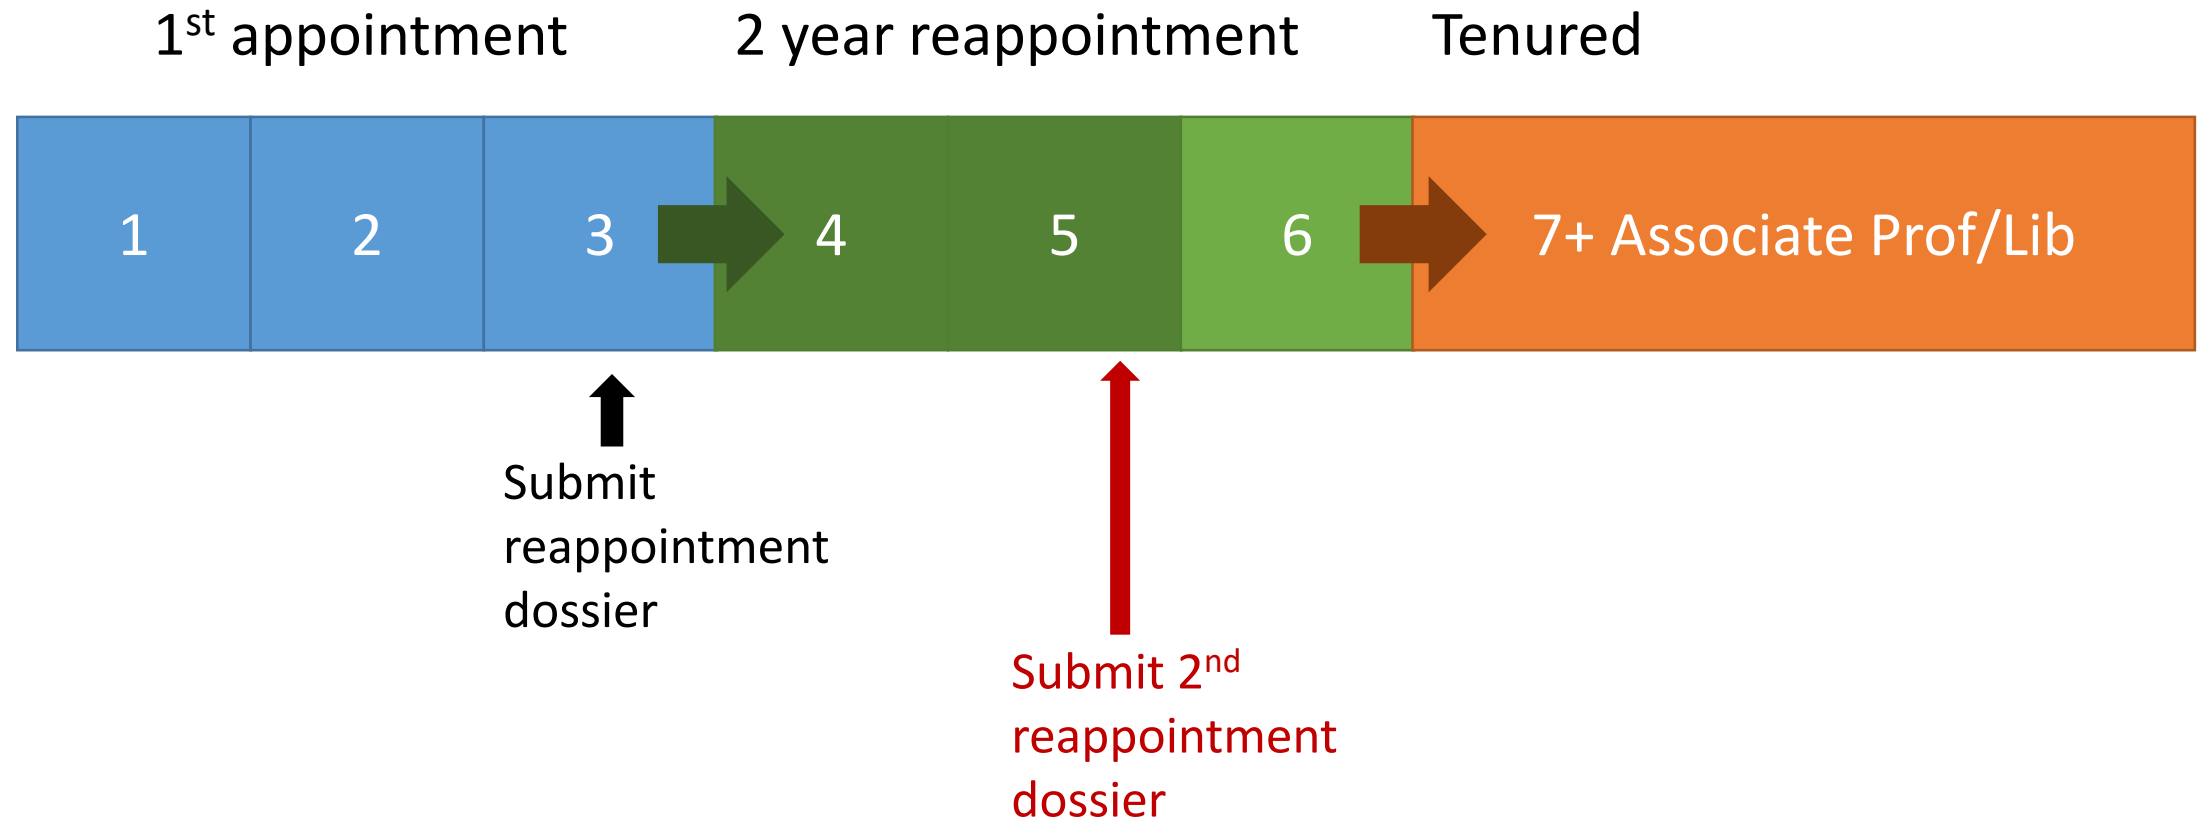 1st appointment
2 year reappointment
Tenured
1
2
3
4
5
6
7+ Associate Prof/Lib
Submit
reappointment
dossier
Submit 2nd
reappointment
dossier